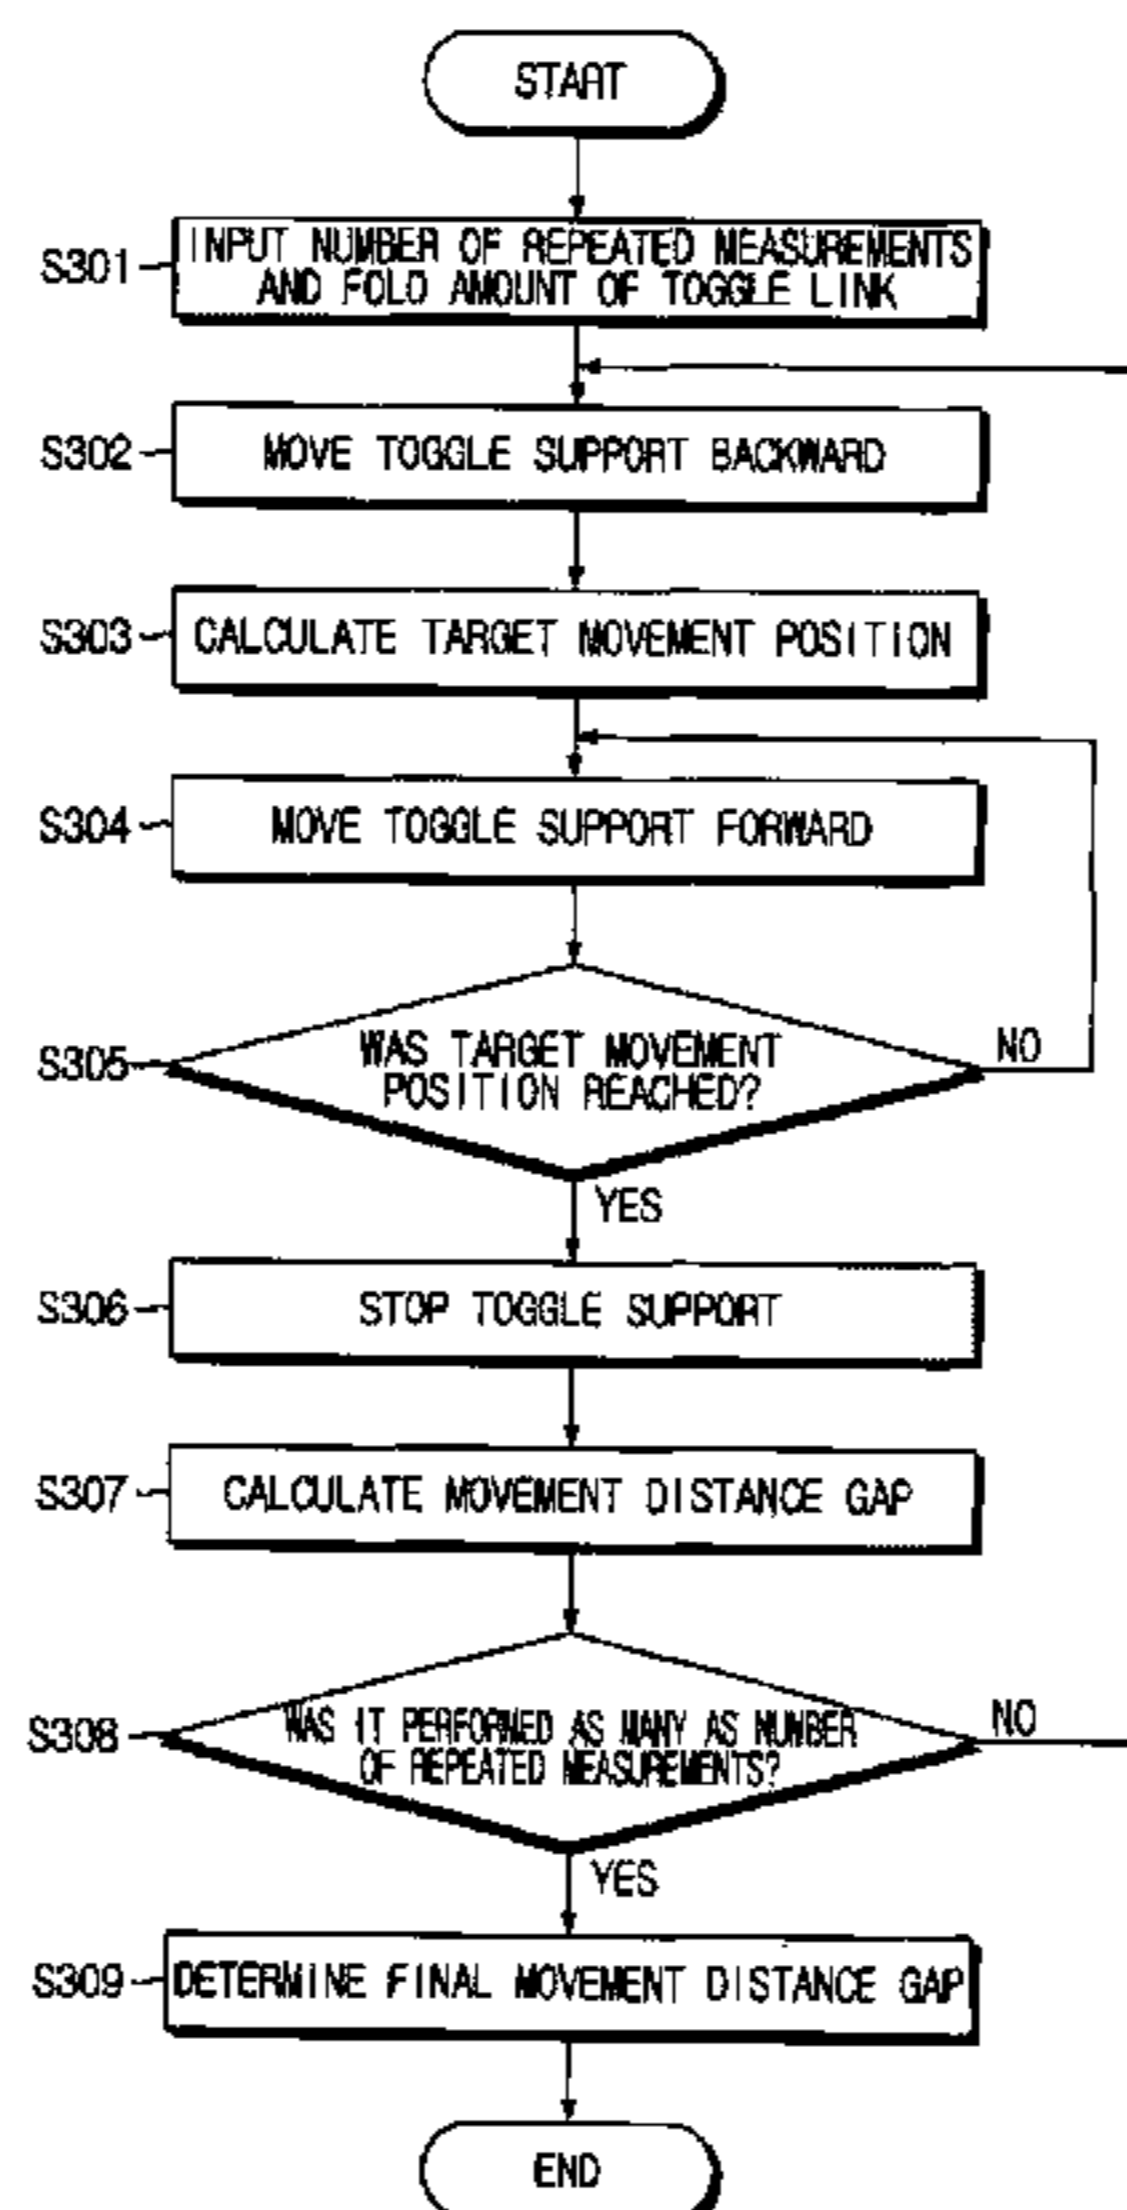 START
S301
INPUT NUMBER OF REPEATED MEASUREMENTS
AND FOLD AMOUNT OF TOGGLE LINK
S302
MOVE TOGGLE SUPPORT BACKWARD
S303
CALCULATE TARGET MOVEMENT POSITION
S304
MOVE TOGGLE SUPPORT FORWARD
S305
WAS TARGET MOVEMENT
POSITION REACHED?
NO
YES
S306
STOP TOGGLE SUPPORT
S307
CALCULATE MOVEMENT DISTANCE GAP
S308
WAS IT PERFORMED AS MANY AS NUMBER
OF REPEATED MEASUREMENTS?
NO
YES
S309
DETERMINE FINAL MOVEMENT DISTANCE GAP
END